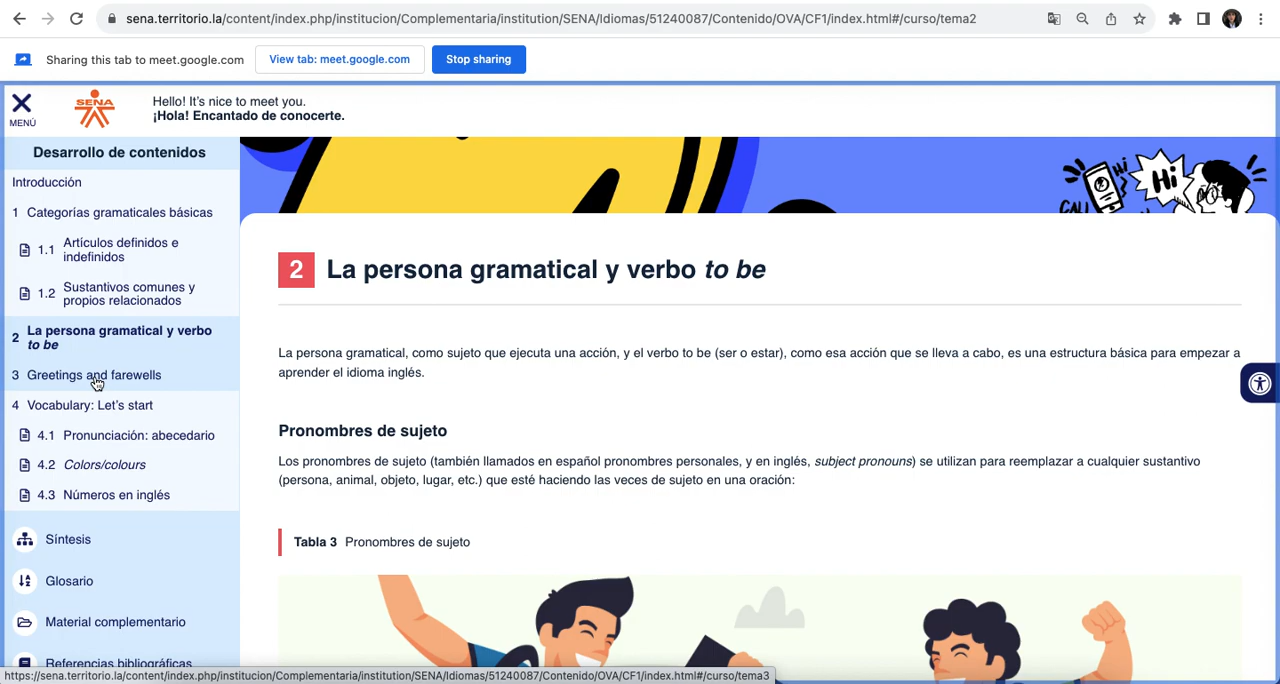 sena.territorio.la/content/index.php/institucion/Complementaria/institution/SENA/Idiomas/51240087/Contenido/OVA/CF1/index.html#/curso/tema2
Sharing this tab to meet.google.com
View tab: meet.google.com
Stop sharing
MENÚ
SENA
Hello! It's nice to meet you.
¡Hola! Encantado de conocerte.
Desarrollo de contenidos
Introducción
1 Categorías gramaticales básicas
1.1 Artículos definidos e
indefinidos
1.2 Sustantivos comunes y
propios relacionados
2 La persona gramatical y verbo
to be
3 Greetings and farewells
4 Vocabulary: Let's start
4.1 Pronunciación: abecedario
4.2 Colors/colours
4.3 Números en inglés
Síntesis
Glosario
Material complementario
Referencias bibliográficas
CALL
Hi
Hi
2 La persona gramatical y verbo to be
La persona gramatical, como sujeto que ejecuta una acción, y el verbo to be (ser o estar), como esa acción que se lleva a cabo, es una estructura básica para empezar a
aprender el idioma inglés.
Pronombres de sujeto
Los pronombres de sujeto (también llamados en español pronombres personales, y en inglés, subject pronouns) se utilizan para reemplazar a cualquier sustantivo
(persona, animal, objeto, lugar, etc.) que esté haciendo las veces de sujeto en una oración:
Tabla 3 Pronombres de sujeto
https://sena.territorio.la/content/index.php/institucion/Complementaria/institution/SENA/Idiomas/51240087/Contenido/OVA/CF1/index.html#/curso/tema3